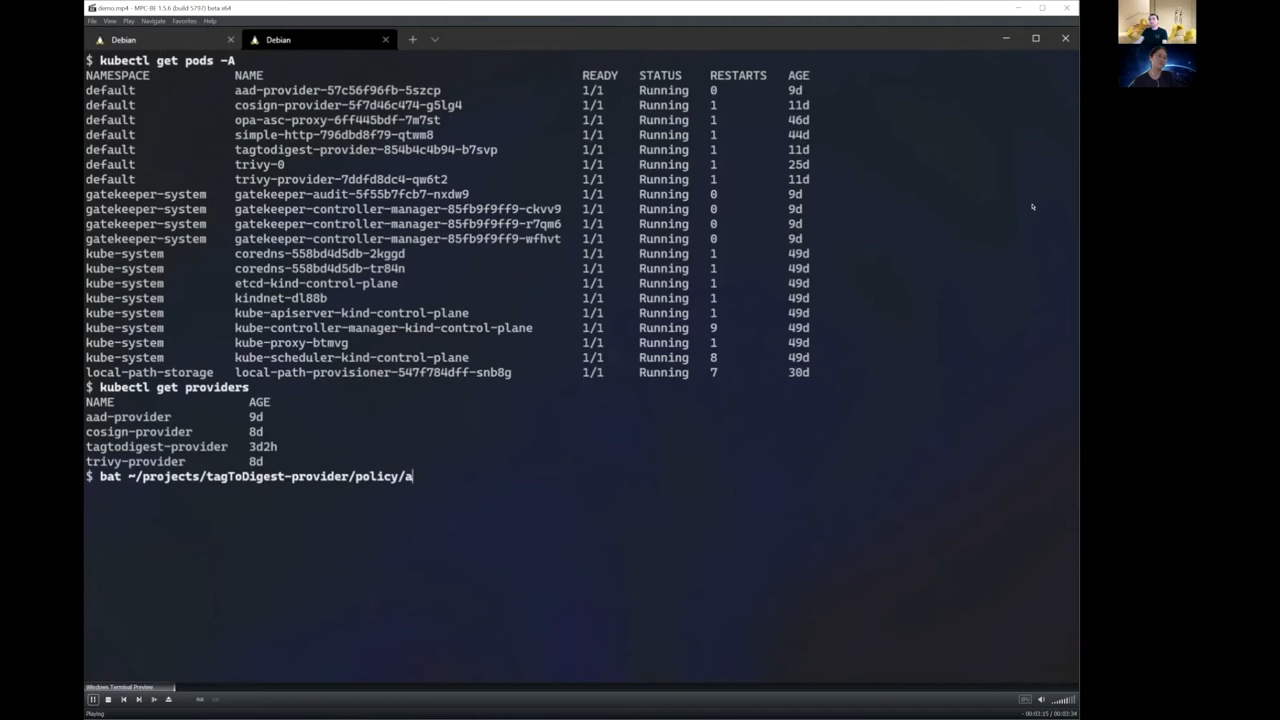 demo.mp4 - MPC-BE 1.5.6 (build 5797) beta x64
File View Play Navigate Favorites Help
Debian Debian
$ kubectl get pods -A
NAMESPACE NAME READY STATUS RESTARTS AGE
default aad-provider-57c56f96fb-5szcp 1/1 Running 0 9d
default cosign-provider-5f7d46c474-g5lg4 1/1 Running 1 11d
default opa-asc-proxy-6ff445bdf-7m7st 1/1 Running 1 46d
default simple-http-796dbd8f79-qtwm8 1/1 Running 1 44d
default tagtodigest-provider-854b4c4b94-b7svp 1/1 Running 1 11d
default trivy-0 1/1 Running 1 25d
default trivy-provider-7ddfd8dc4-qw6t2 1/1 Running 1 11d
gatekeeper-system gatekeeper-audit-5f55b7fcb7-nxdw9 1/1 Running 0 9d
gatekeeper-system gatekeeper-controller-manager-85fb9f9ff9-ckvv9 1/1 Running 0 9d
gatekeeper-system gatekeeper-controller-manager-85fb9f9ff9-r7qm6 1/1 Running 0 9d
gatekeeper-system gatekeeper-controller-manager-85fb9f9ff9-wfhvt 1/1 Running 0 9d
kube-system coredns-558bd4d5db-2kggd 1/1 Running 1 49d
kube-system coredns-558bd4d5db-tr84n 1/1 Running 1 49d
kube-system etcd-kind-control-plane 1/1 Running 1 49d
kube-system kindnet-dl88b 1/1 Running 1 49d
kube-system kube-apiserver-kind-control-plane 1/1 Running 1 49d
kube-system kube-controller-manager-kind-control-plane 1/1 Running 9 49d
kube-system kube-proxy-btmvg 1/1 Running 1 49d
kube-system kube-scheduler-kind-control-plane 1/1 Running 8 49d
local-path-storage local-path-provisioner-547f784dff-snb8g 1/1 Running 7 30d
$ kubectl get providers
NAME AGE
aad-provider 9d
cosign-provider 8d
tagtodigest-provider 3d2h
trivy-provider 8d
$ bat ~/projects/tagToDigest-provider/policy/a
Windows Terminal Preview
Playing - 00:03:15 / 00:03:34